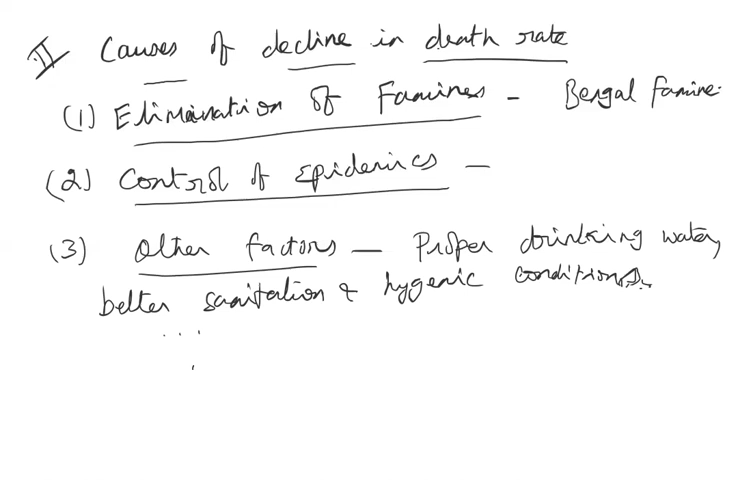 II Causes of decline in death rate
(1) Elimination of Famines - Bengal famine.
(2) Control of Epidemics -
(3) Other factors - Proper drinking water,
better sanitation & hygenic conditions.
...